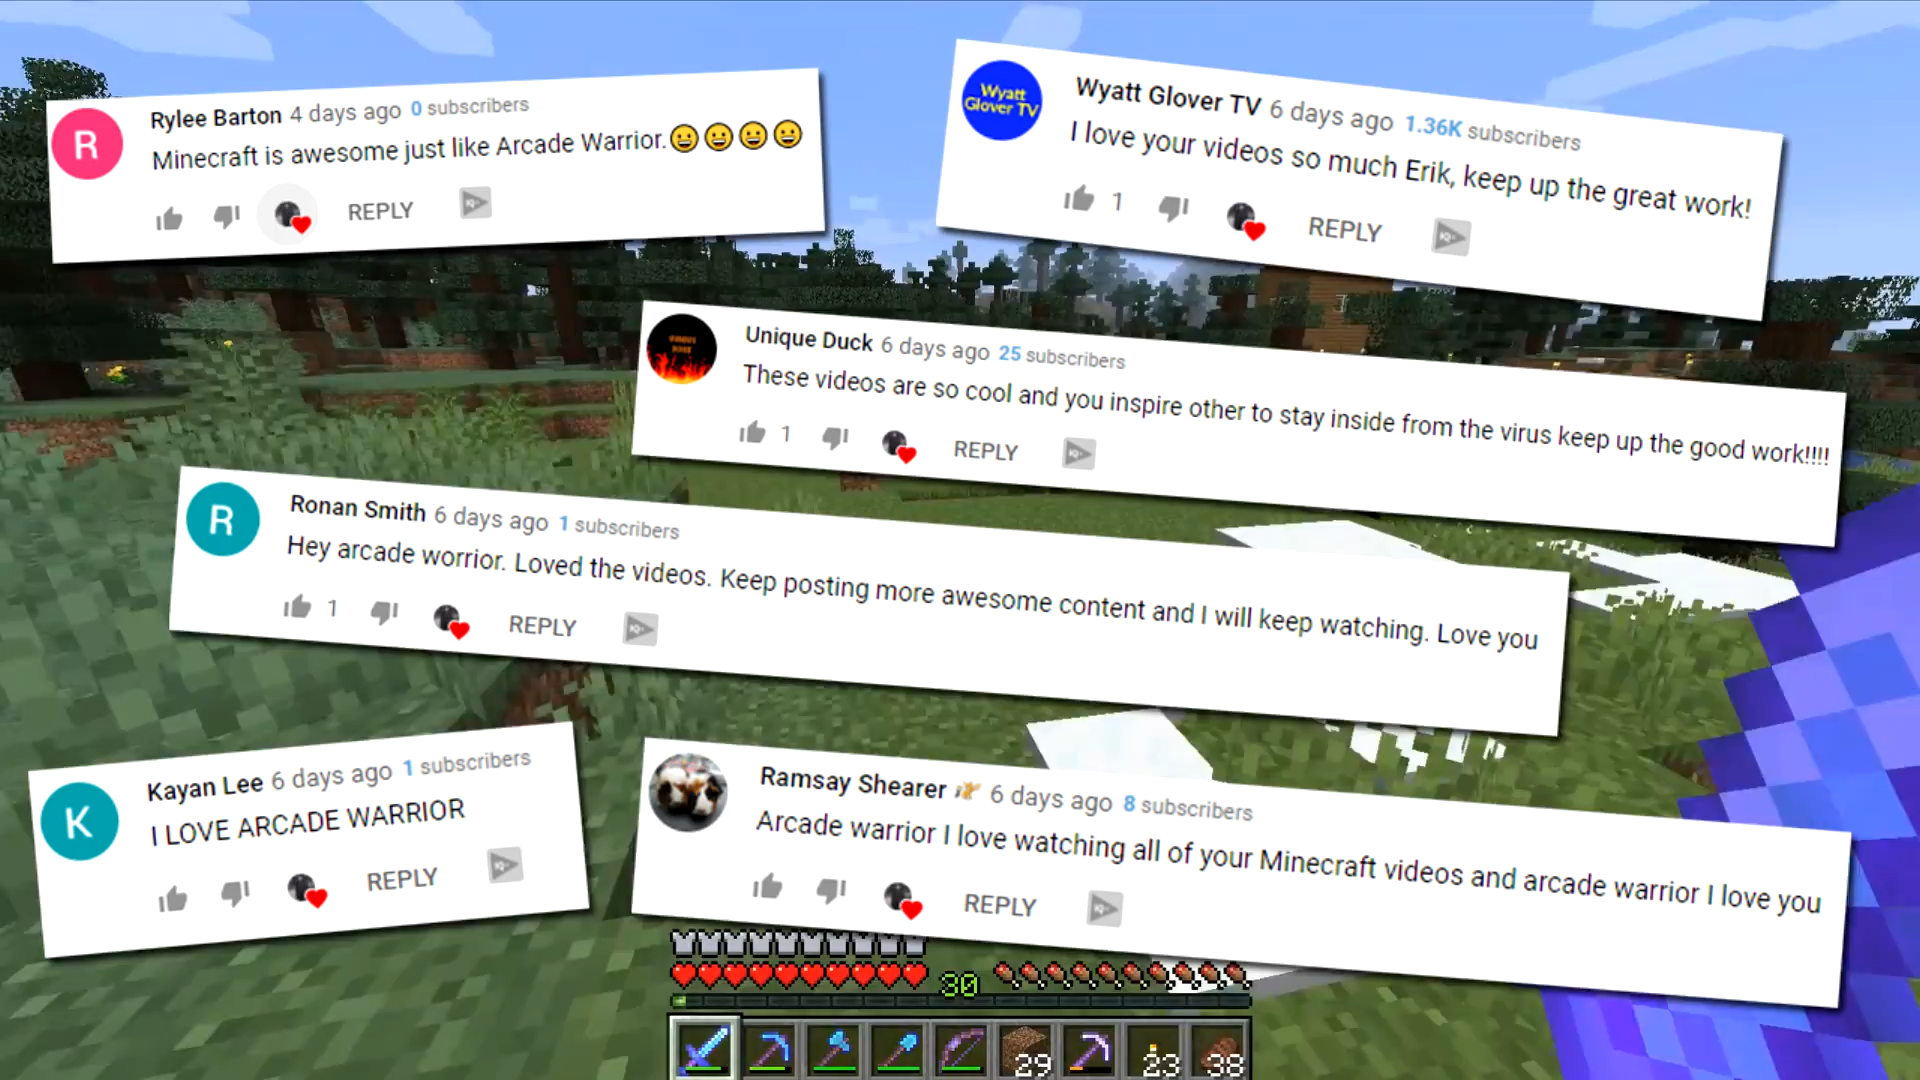 R
Rylee Barton 4 days ago 0 subscribers
Minecraft is awesome just like Arcade Warrior.😀😀😀😀
REPLY
Wyatt
Glover TV
Wyatt Glover TV 6 days ago 1.36K subscribers
I love your videos so much Erik, keep up the great work!
1 REPLY
Unique Duck 6 days ago 25 subscribers
These videos are so cool and you inspire other to stay inside from the virus keep up the good work!!!!
1 REPLY
R
Ronan Smith 6 days ago 1 subscribers
Hey arcade worrior. Loved the videos. Keep posting more awesome content and I will keep watching. Love you
1 REPLY
K
Kayan Lee 6 days ago 1 subscribers
I LOVE ARCADE WARRIOR
REPLY
Ramsay Shearer 6 days ago 8 subscribers
Arcade warrior I love watching all of your Minecraft videos and arcade warrior I love you
REPLY
30
29 23 38